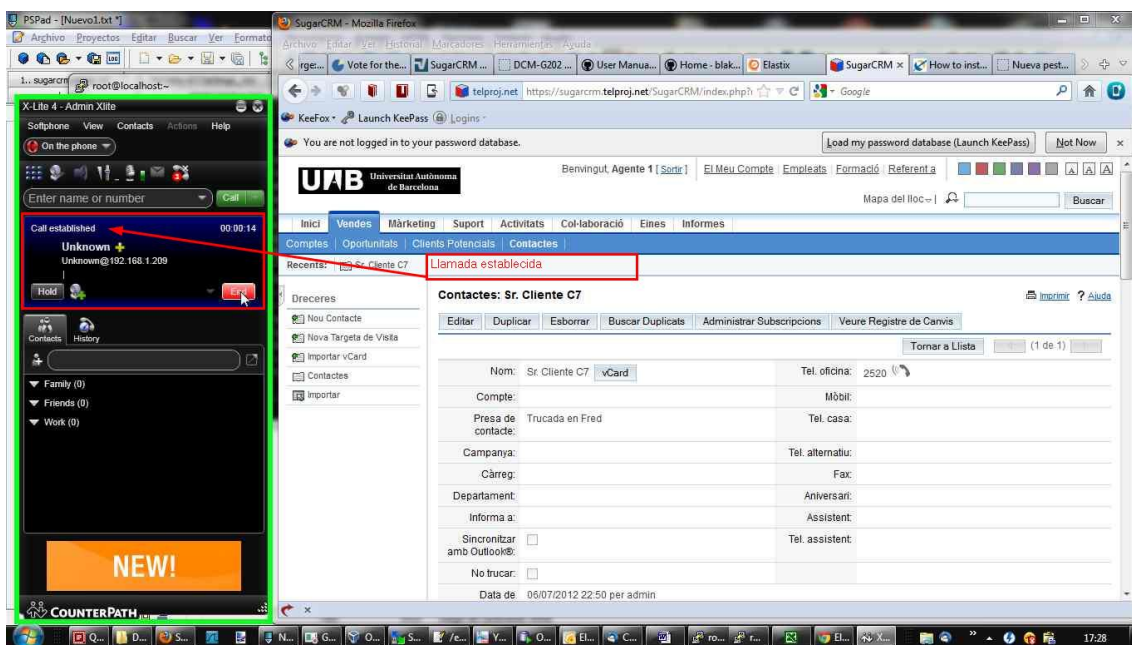 PSPad - [Nuevo1.txt *]
Archivo Proyectos Editar Buscar Ver Formato
1.. sugarcrm
root@localhost:~
X-Lite 4 - Admin Xlite
Softphone View Contacts Actions Help
On the phone
Enter name or number
Call
Call established 00:00:14
Unknown
Unknown@192.168.1.209
Hold
End
Contacts History
Family (0)
Friends (0)
Work (0)
NEW!
COUNTERPATH
SugarCRM - Mozilla Firefox
Archivo Editar Ver Historial Marcadores Herramientas Ayuda
rge... Vote for the... SugarCRM ... DCM-G202 ... User Manua... Home - blak... Elastix SugarCRM × How to inst... Nueva pest...
telproj.net https://sugarcrm.telproj.net/SugarCRM/index.php?
Google
KeeFox Launch KeePass Logins
You are not logged in to your password database.
Load my password database (Launch KeePass) Not Now ×
UAB Universitat Autònoma
de Barcelona
Benvingut, Agente 1 [ Sortir ] El Meu Compte Empleats Formació Referent a
A A A
Mapa del lloc
Buscar
Inici Vendes Màrketing Suport Activitats Col·laboració Eines Informes
Comptes | Oportunitats | Clients Potencials | Contactes |
Recents: Sr. Cliente C7
Llamada establecida
Dreceres
Nou Contacte
Nova Targeta de Visita
Importar vCard
Contactes
Importar
Contactes: Sr. Cliente C7
Imprimir ? Ajuda
Editar Duplicar Esborrar Buscar Duplicats Administrar Subscripcions Veure Registre de Canvis
Tornar a Llista (1 de 1)
Nom: Sr. Cliente C7 vCard Tel. oficina: 2520
Compte: Mòbil:
Presa de contacte: Trucada en Fred Tel. casa:
Campanya: Tel. alternatiu:
Càrreg: Fax:
Departament: Aniversari:
Informa a: Assistent:
Sincronitzar
amb Outlook®:
Tel. assistent:
No trucar:
Data de 06/07/2012 22:50 per admin
Q... D... S... N... G... O... S... /e... Y... O... El... C... ro... r... El... X...
17:28